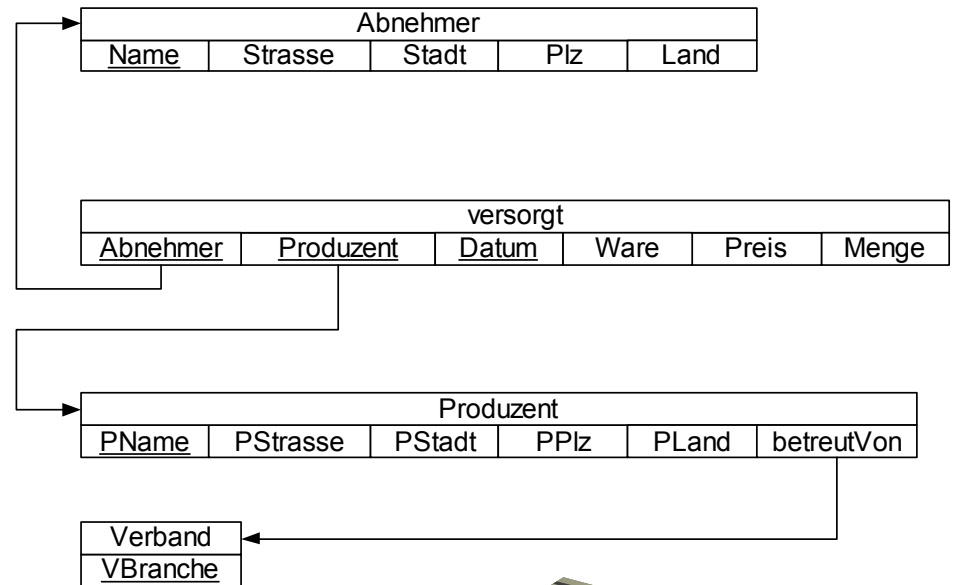 Abnehmer
Name Strasse Stadt Plz Land
versorgt
Abnehmer Produzent Datum Ware Preis Menge
Produzent
PName PStrasse PStadt PPlz PLand betreutVon
Verband
VBranche